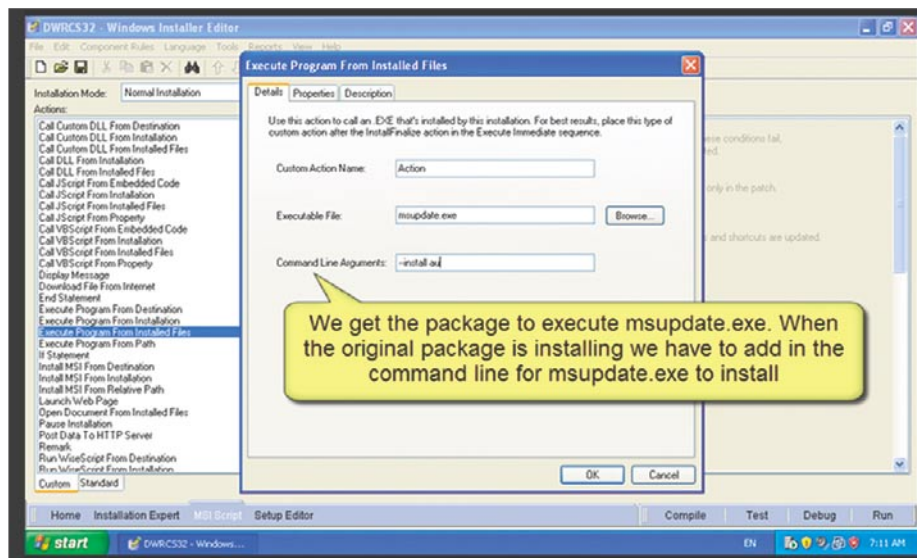 DWRCS32 - Windows Installer Editor
File Edit Component Rules Language Tools Reports View Help
Installation Mode: Normal Installation
Actions:
Call Custom DLL From Destination
Call Custom DLL From Installation
Call Custom DLL From Installed Files
Call DLL From Installation
Call DLL From Installed Files
Call JScript From Embedded Code
Call JScript From Installation
Call JScript From Installed Files
Call JScript From Property
Call VBScript From Embedded Code
Call VBScript From Installation
Call VBScript From Installed Files
Call VBScript From Property
Display Message
Download File From Internet
End Statement
Execute Program From Destination
Execute Program From Installation
Execute Program From Installed Files
Execute Program From Path
If Statement
Install MSI From Destination
Install MSI From Installation
Install MSI From Relative Path
Launch Web Page
Open Document From Installed Files
Pause Installation
Post Data To HTTP Server
Remark
Run WiseScript From Destination
Run WiseScript From Installation
Custom Standard
Execute Program From Installed Files
Details Properties Description
Use this action to call an .EXE that's installed by this installation. For best results, place this type of
custom action after the InstallFinalize action in the Execute Immediate sequence.
Custom Action Name: Action
Executable File: msupdate.exe Browse...
Command Line Arguments: --install au
We get the package to execute msupdate.exe. When
the original package is installing we have to add in the
command line for msupdate.exe to install
OK Cancel
these conditions fail,
only in the patch.
and shortcuts are updated.
Home Installation Expert MSI Script Setup Editor Compile Test Debug Run
start DWRCS32 - Windows... EN 7:11 AM